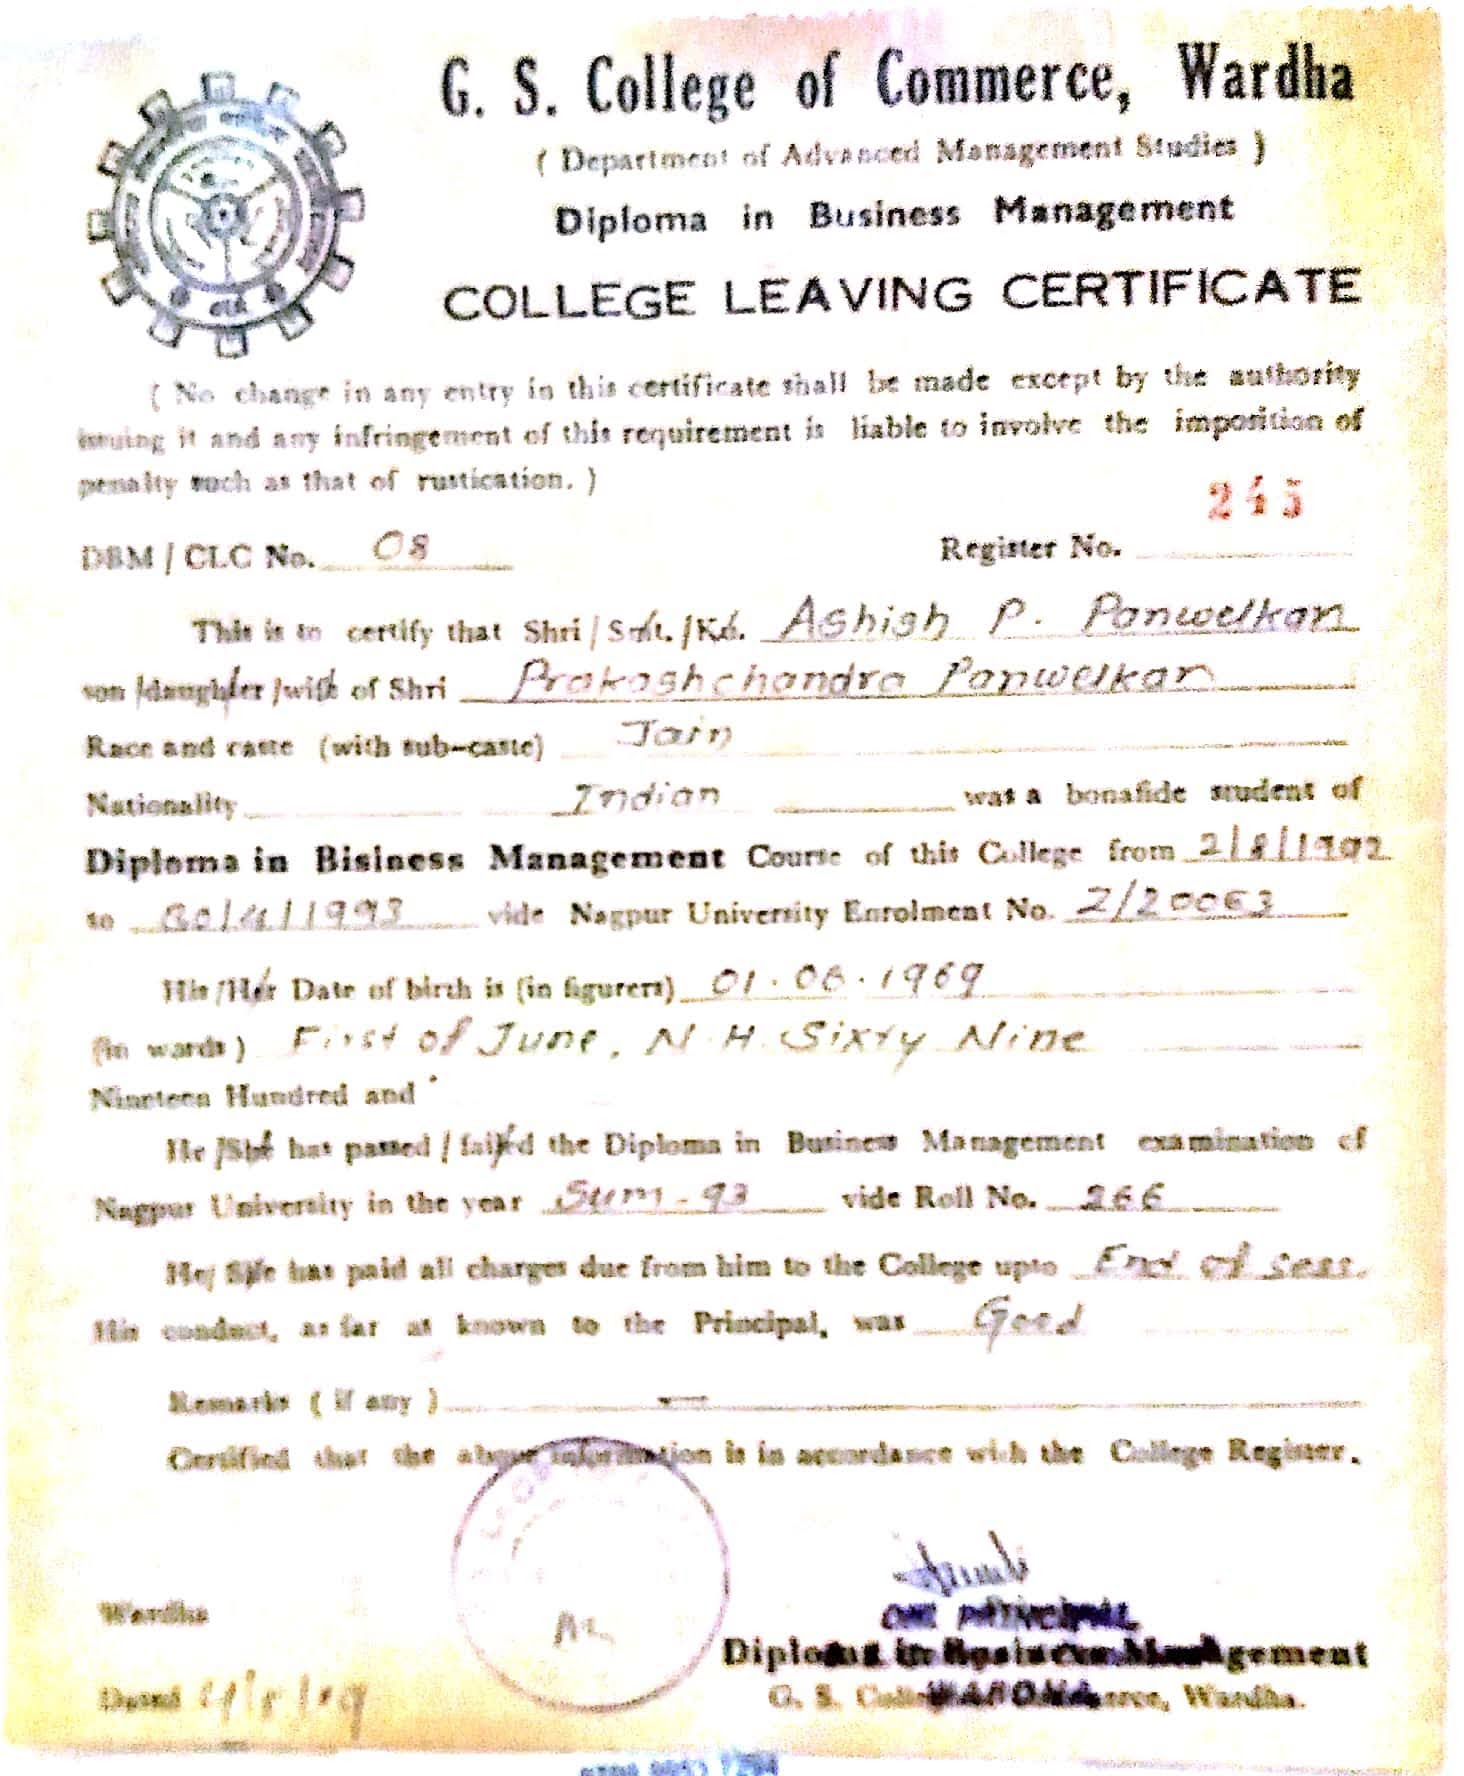 G. S. College of Commerce, Wardha
( Department of Advanced Management Studies )
Diploma in Business Management
COLLEGE LEAVING CERTIFICATE
( No change in any entry in this certificate shall be made except by the authority
issuing it and any infringement of this requirement is liable to involve the imposition of
penalty such as that of rustication. )
245
DBM / CLC No. 08 Register No.
This is to certify that Shri / Smt. / Ku. Ashish P. Panwelkar
son /daughter /wife of Shri Prakashchandra Panwelkar
Race and caste (with sub-caste) Jain
Nationality Indian was a bonafide student of
Diploma in Bisiness Management Course of this College from 2/8/1992
to 30/4/1993 vide Nagpur University Enrolment No. Z/20063
His /Her Date of birth is (in figurers) 01.06.1969
(in wards) First of June, N.H. Sixty Nine
Nineteen Hundred and
He /She has passed / failed the Diploma in Business Management examination of
Nagpur University in the year Sum-93 vide Roll No. 266
He/ She has paid all charges due from him to the College upto End of sess.
His conduct, as far as known to the Principal, was Good
Remarks ( if any ) —
Certified that the above information is in accordance with the College Register.
Wardha
PRINCIPAL
Diploma in Business Management
Dated
G. S. College of Commerce, Wardha.